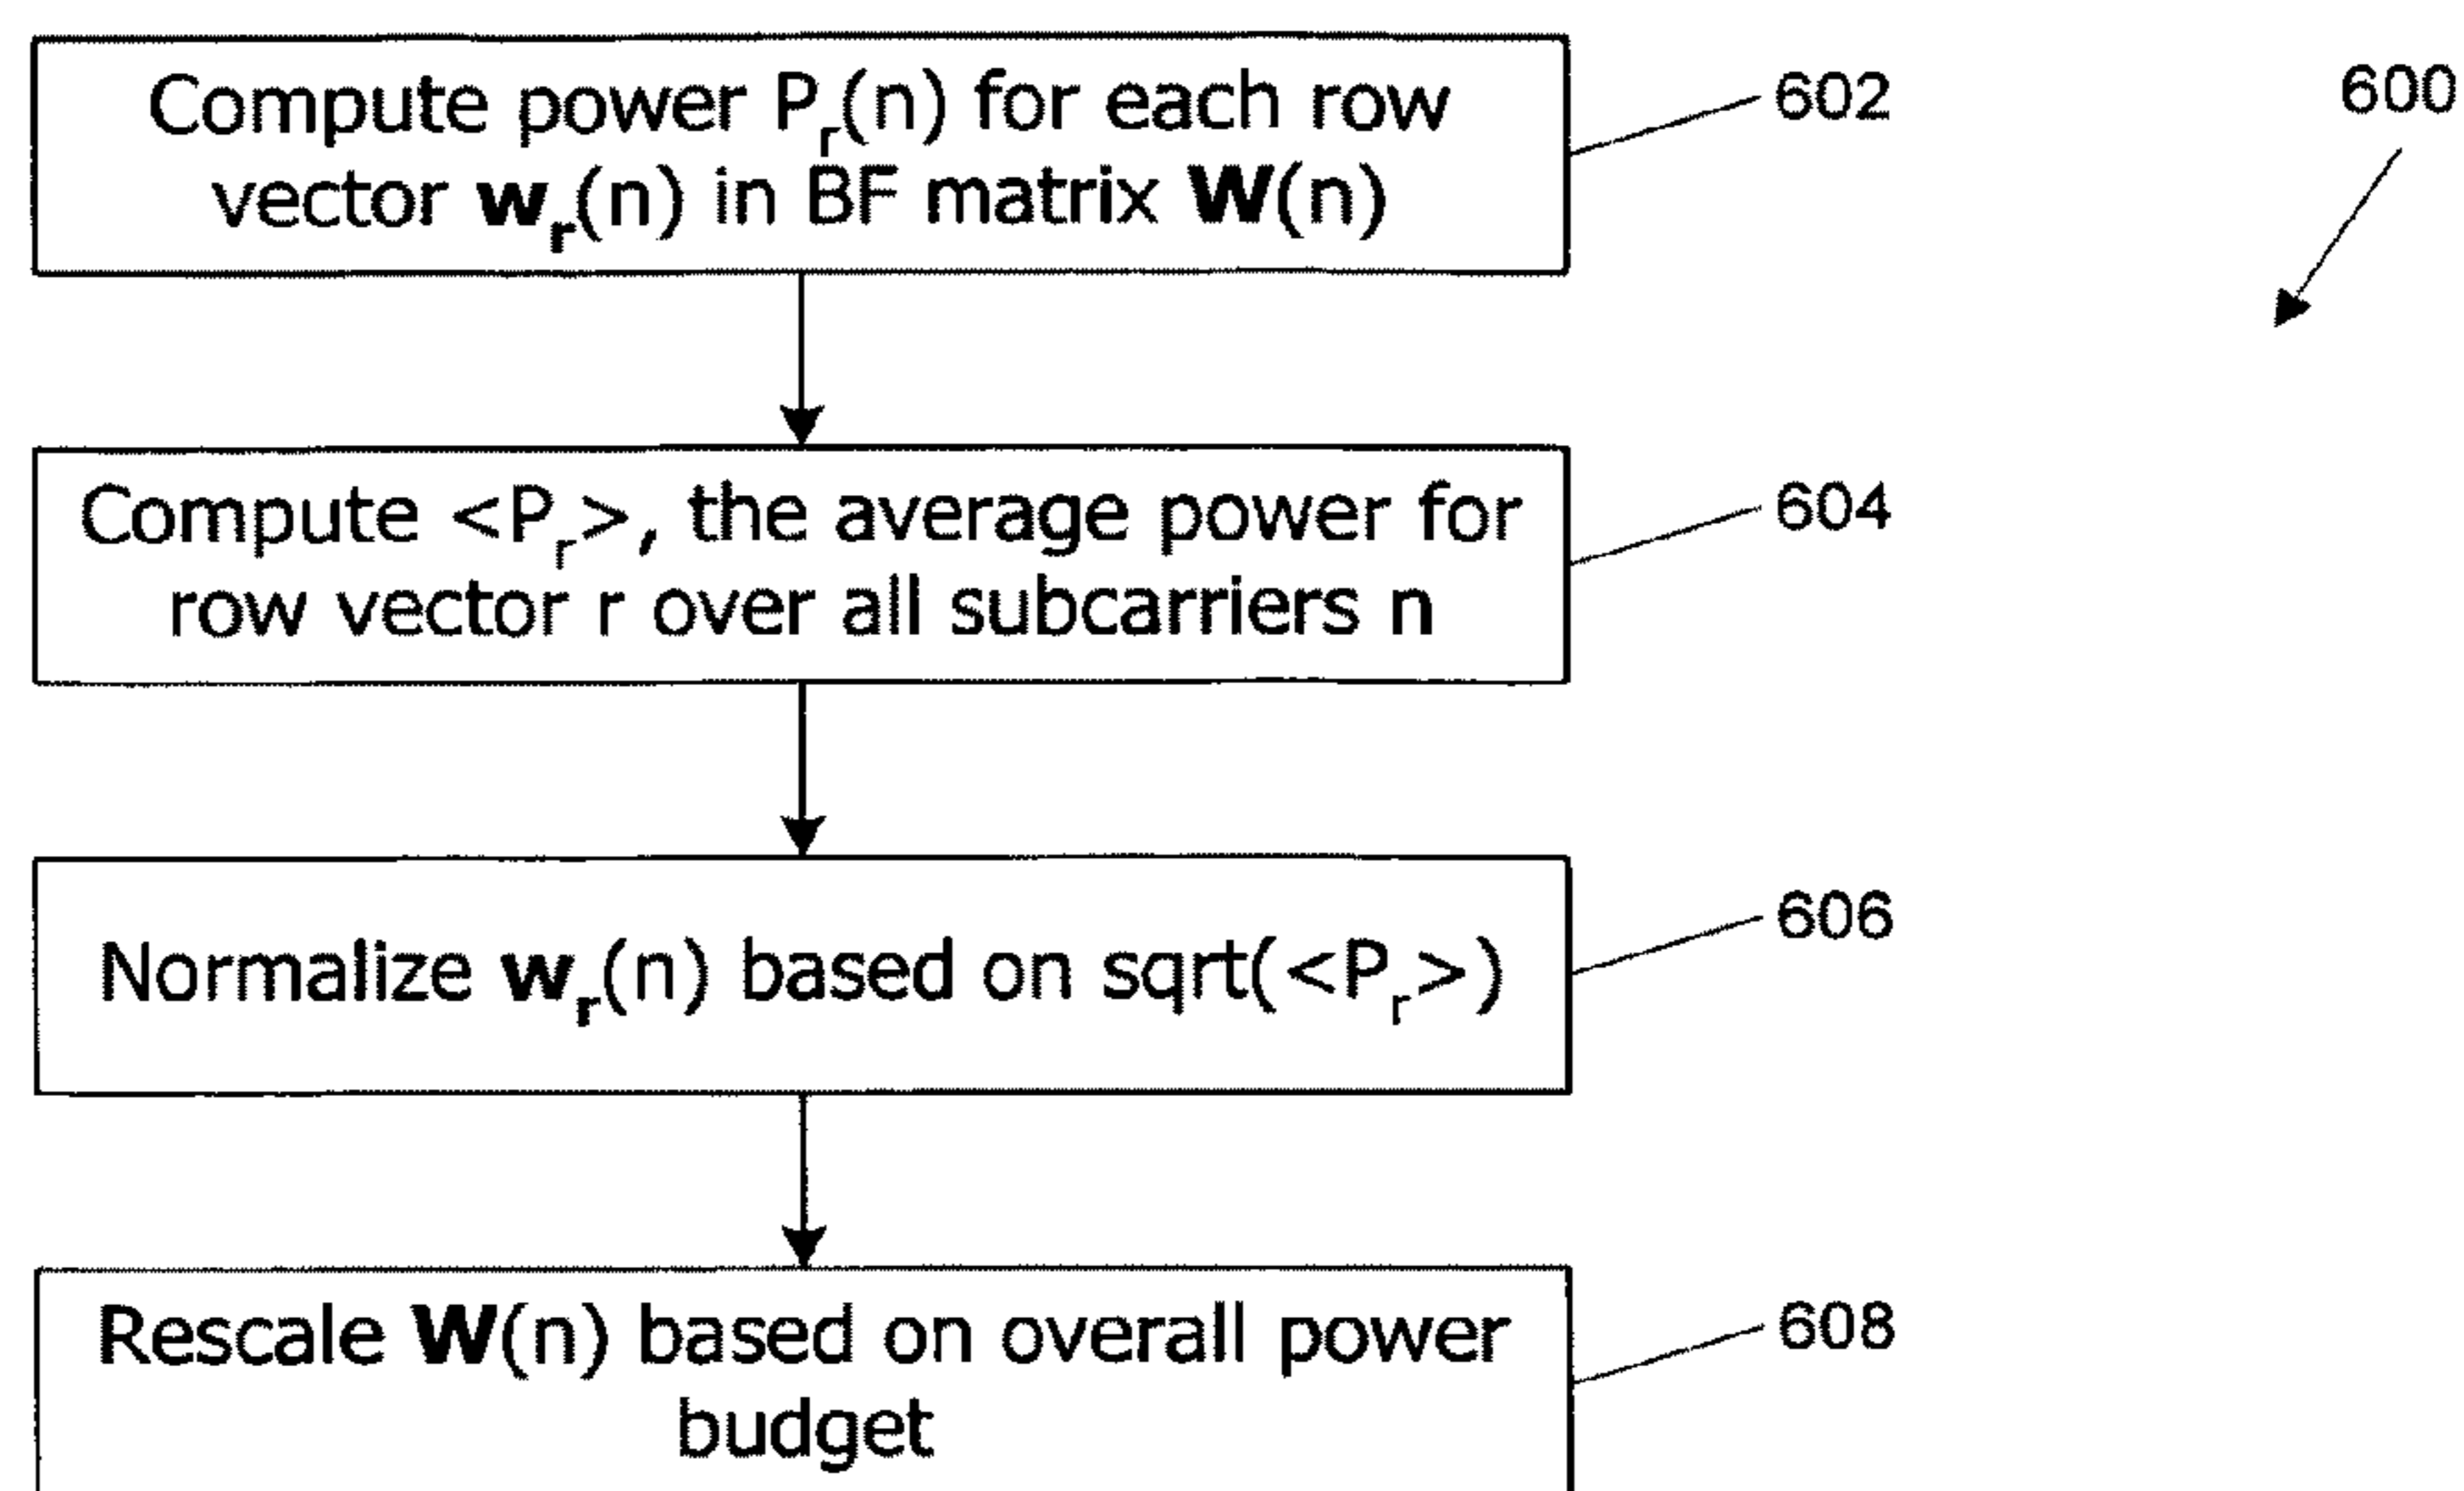 Compute power P_r(n) for each row
vector w_r(n) in BF matrix W(n)
602
600
Compute <P_r>, the average power for
row vector r over all subcarriers n
604
Normalize w_r(n) based on sqrt(<P_r>)
606
Rescale W(n) based on overall power
budget
608